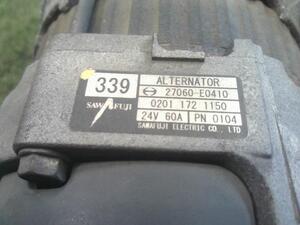 339
ALTERNATOR
27060-E0410
SAWAFUJI
0201 172 1150
24V 60A PN 0104
SAWAFUJI ELECTRIC CO., LTD